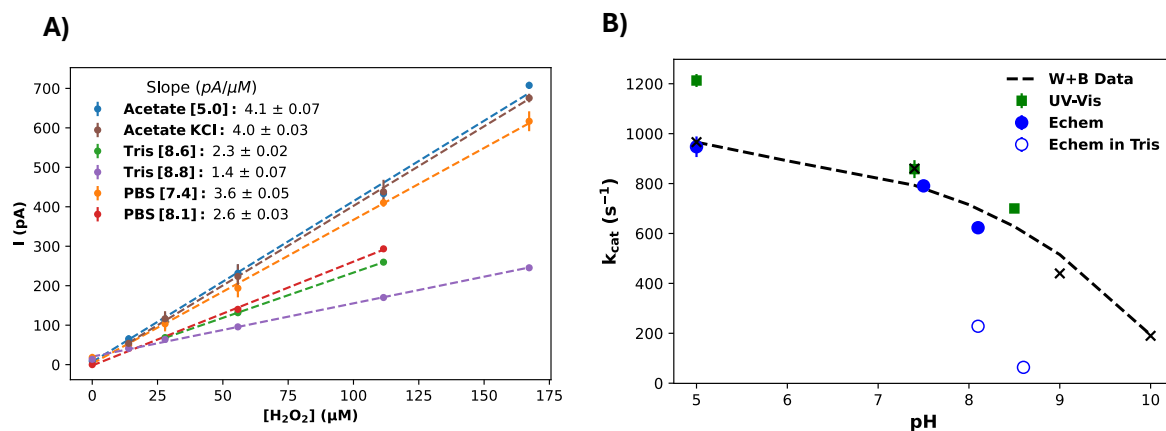 A)
Slope (pA/μM)
Acetate [5.0]: 4.1 ± 0.07
Acetate KCl: 4.0 ± 0.03
Tris [8.6]: 2.3 ± 0.02
Tris [8.8]: 1.4 ± 0.07
PBS [7.4]: 3.6 ± 0.05
PBS [8.1]: 2.6 ± 0.03
I (pA)
700
600
500
400
300
200
100
0
0 25 50 75 100 125 150 175
[H₂O₂] (μM)
B)
W+B Data
UV-Vis
Echem
Echem in Tris
k_cat (s⁻¹)
1200
1000
800
600
400
200
0
5 6 7 8 9 10
pH